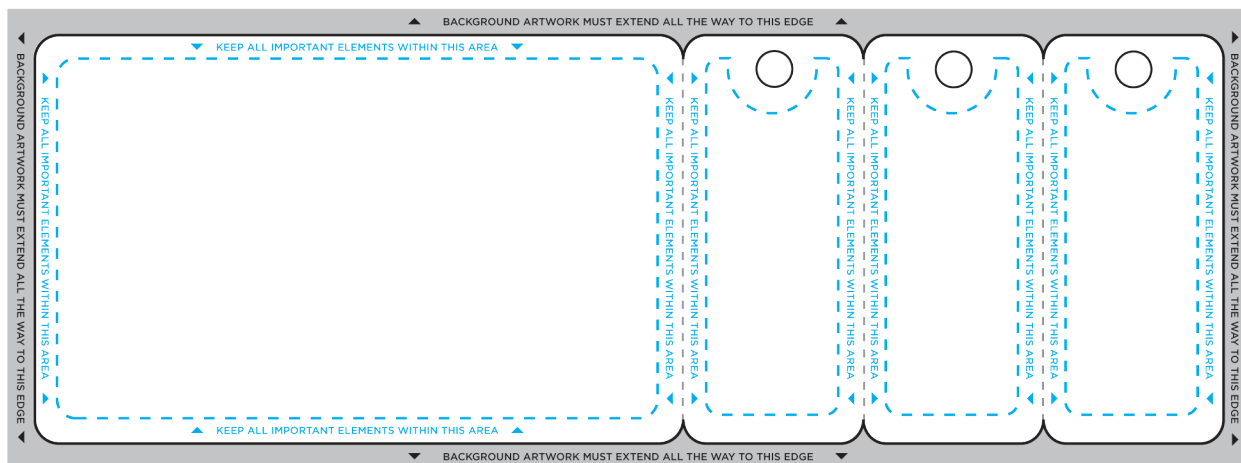 BACKGROUND ARTWORK MUST EXTEND ALL THE WAY TO THIS EDGE
KEEP ALL IMPORTANT ELEMENTS WITHIN THIS AREA
BACKGROUND ARTWORK MUST EXTEND ALL THE WAY TO THIS EDGE
KEEP ALL IMPORTANT ELEMENTS WITHIN THIS AREA
KEEP ALL IMPORTANT ELEMENTS WITHIN THIS AREA
KEEP ALL IMPORTANT ELEMENTS WITHIN THIS AREA
KEEP ALL IMPORTANT ELEMENTS WITHIN THIS AREA
KEEP ALL IMPORTANT ELEMENTS WITHIN THIS AREA
KEEP ALL IMPORTANT ELEMENTS WITHIN THIS AREA
KEEP ALL IMPORTANT ELEMENTS WITHIN THIS AREA
KEEP ALL IMPORTANT ELEMENTS WITHIN THIS AREA
BACKGROUND ARTWORK MUST EXTEND ALL THE WAY TO THIS EDGE
KEEP ALL IMPORTANT ELEMENTS WITHIN THIS AREA
BACKGROUND ARTWORK MUST EXTEND ALL THE WAY TO THIS EDGE